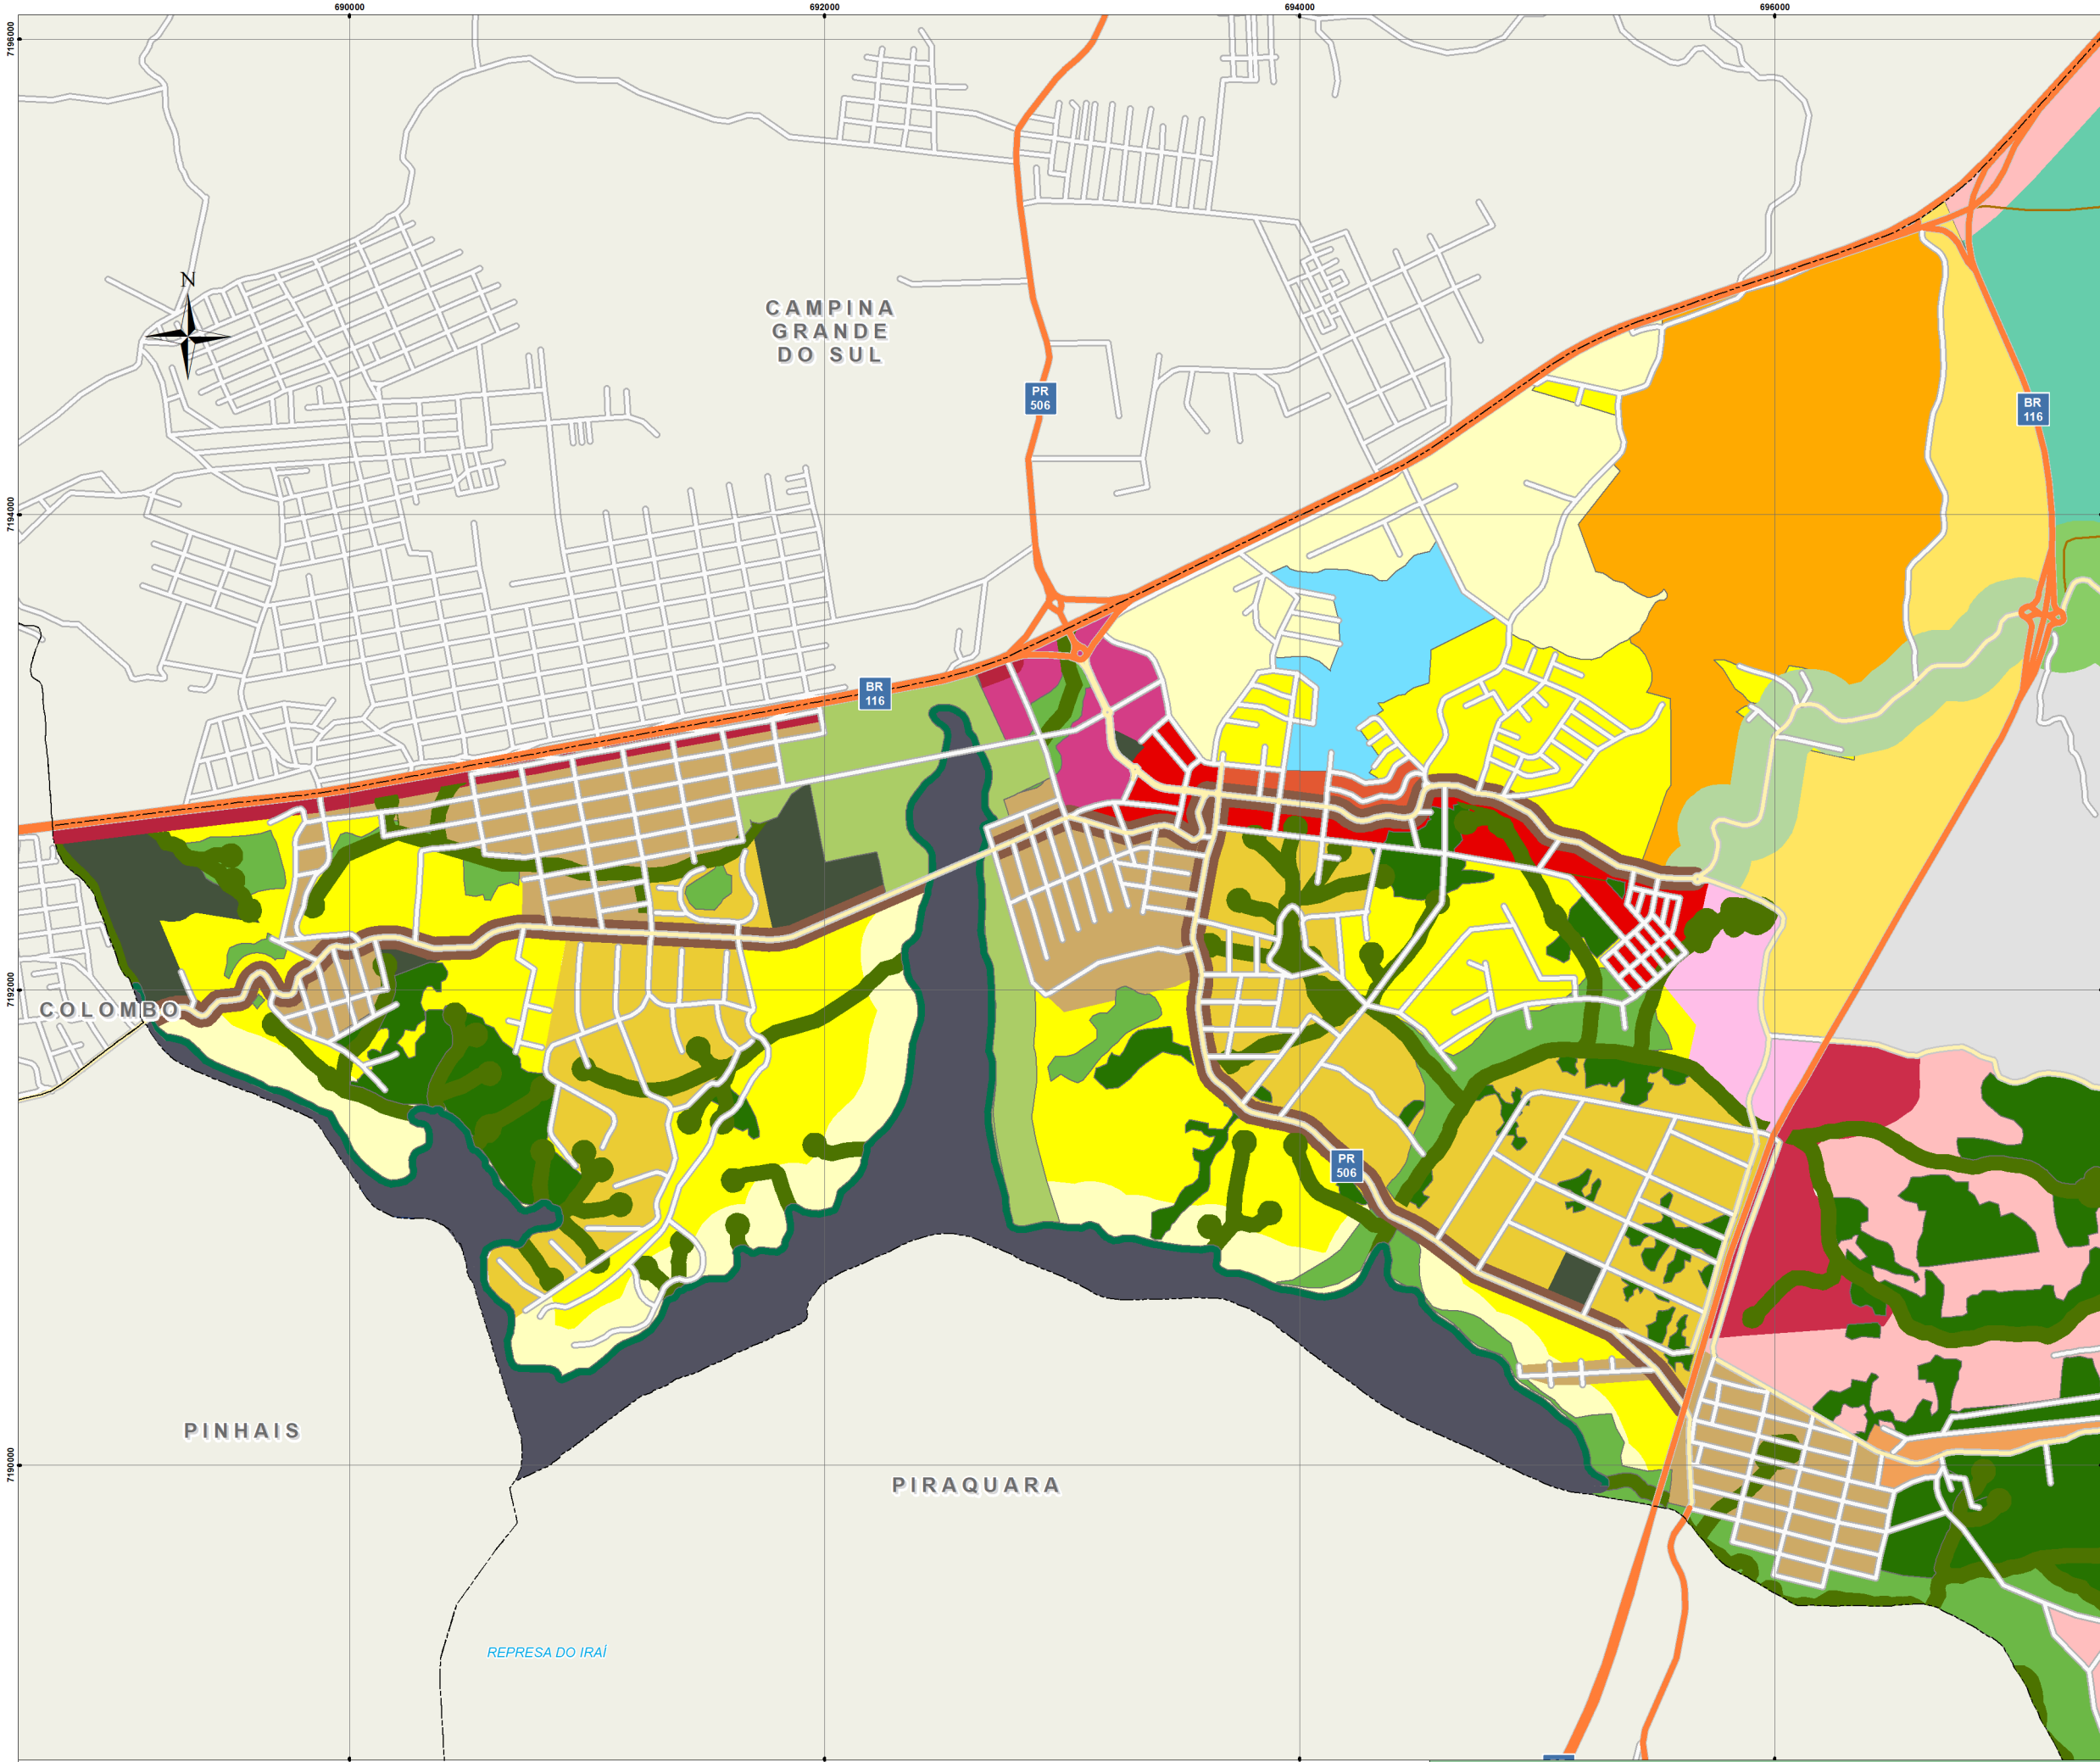 690000
692000
694000
696000
7196000
N
CAMPINA
GRANDE
DO SUL
PR
506
BR
116
7194000
BR
116
7192000
COLOMBO
PR
506
PINHAIS
7190000
PIRAQUARA
REPRESA DO IRAÍ